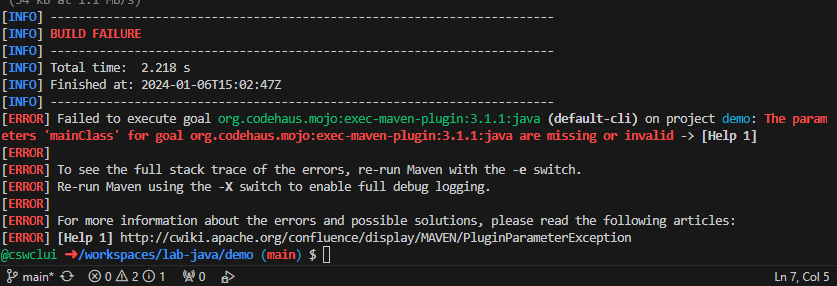 (54 kB at 1.1 MB/s)
[INFO] ------------------------------------------------------------------------
[INFO] BUILD FAILURE
[INFO] ------------------------------------------------------------------------
[INFO] Total time:  2.218 s
[INFO] Finished at: 2024-01-06T15:02:47Z
[INFO] ------------------------------------------------------------------------
[ERROR] Failed to execute goal org.codehaus.mojo:exec-maven-plugin:3.1.1:java (default-cli) on project demo: The param
eters 'mainClass' for goal org.codehaus.mojo:exec-maven-plugin:3.1.1:java are missing or invalid -> [Help 1]
[ERROR]
[ERROR] To see the full stack trace of the errors, re-run Maven with the -e switch.
[ERROR] Re-run Maven using the -X switch to enable full debug logging.
[ERROR]
[ERROR] For more information about the errors and possible solutions, please read the following articles:
[ERROR] [Help 1] http://cwiki.apache.org/confluence/display/MAVEN/PluginParameterException
@cswclui ➜/workspaces/lab-java/demo (main) $
main* 0 2 1 0 Ln 7, Col 5